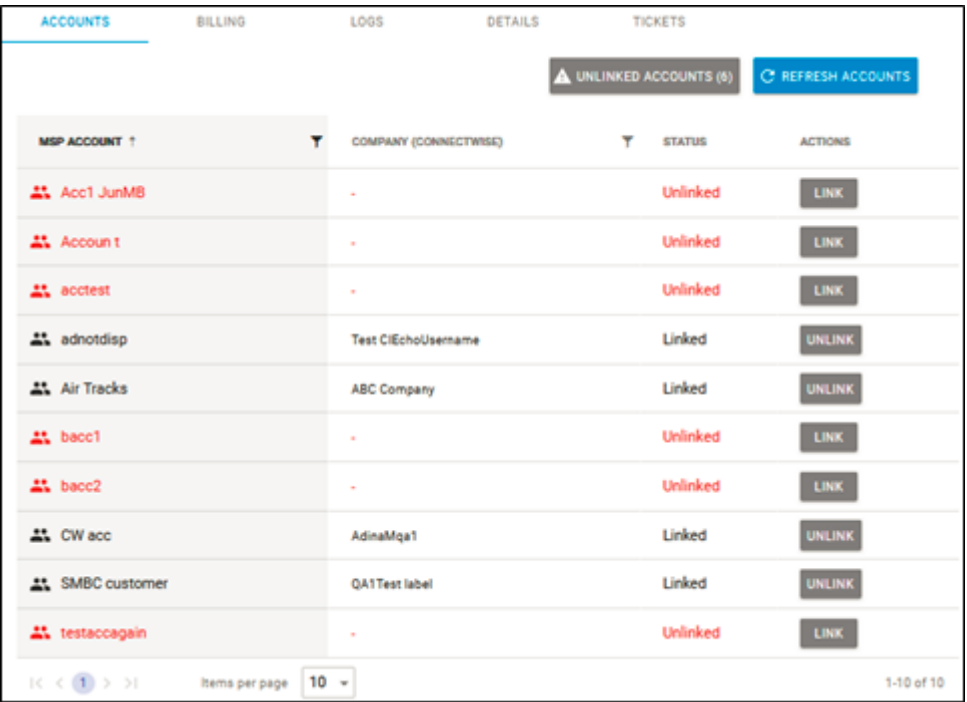 ACCOUNTS BILLING LOGS DETAILS TICKETS
UNLINKED ACCOUNTS (6) REFRESH ACCOUNTS
MSP ACCOUNT ↑ COMPANY (CONNECTWISE) STATUS ACTIONS
Acc1 JunMB - Unlinked LINK
Accoun t - Unlinked LINK
acctest - Unlinked LINK
adnotdisp Test CIEchoUsername Linked UNLINK
Air Tracks ABC Company Linked UNLINK
bacc1 - Unlinked LINK
bacc2 - Unlinked LINK
CW acc AdinaMqa1 Linked UNLINK
SMBC customer QA1Test label Linked UNLINK
testaccagain - Unlinked LINK
|< < 1 > >| Items per page 10 1-10 of 10